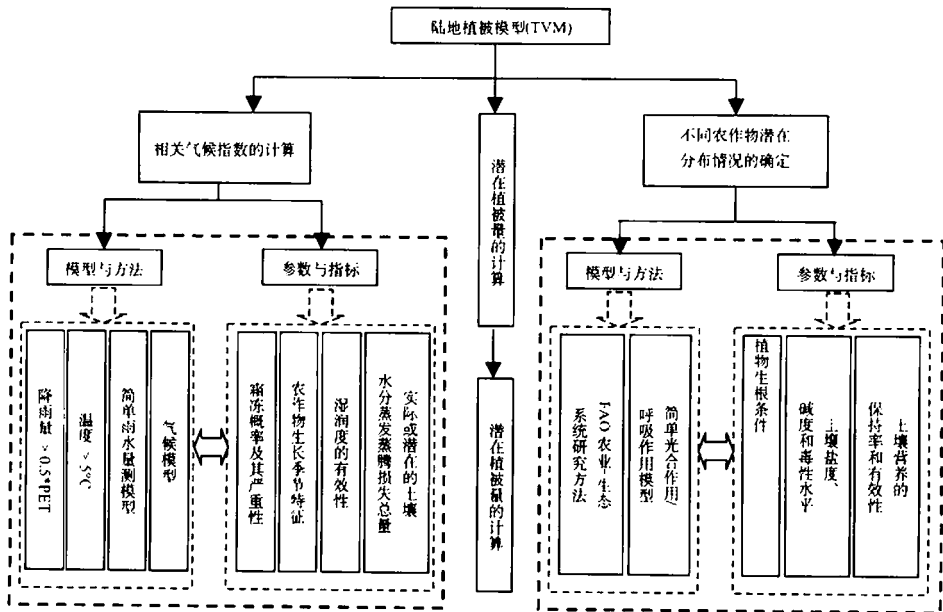 陆地植被模型(TVM)
相关气候指数的计算
潜在植被量的计算
不同农作物潜在
分布情况的确定
模型与方法
参数与指标
模型与方法
参数与指标
降雨量>0.5*PET
温度>5°C
简单雨水量测模型
气候模型
霜冻概率及其严重性
农作物生长季节特征
湿润度的有效性
实际或潜在的土壤
水分蒸发蒸腾损失总量
潜在植被量的计算
FAO农业-生态
系统研究方法
简单光合作用/
呼吸作用模型
植物生根条件
土壤盐度、
碱度和毒性水平
土壤营养的
保持率和有效性